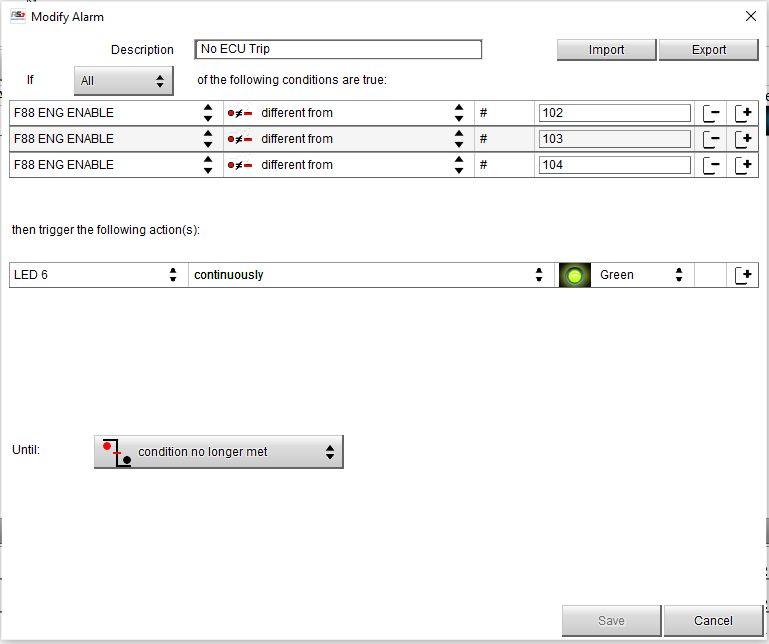 Modify Alarm
Description No ECU Trip Import Export
If All of the following conditions are true:
F88 ENG ENABLE different from # 102
F88 ENG ENABLE different from # 103
F88 ENG ENABLE different from # 104
then trigger the following action(s):
LED 6 continuously Green
Until: condition no longer met
Save Cancel